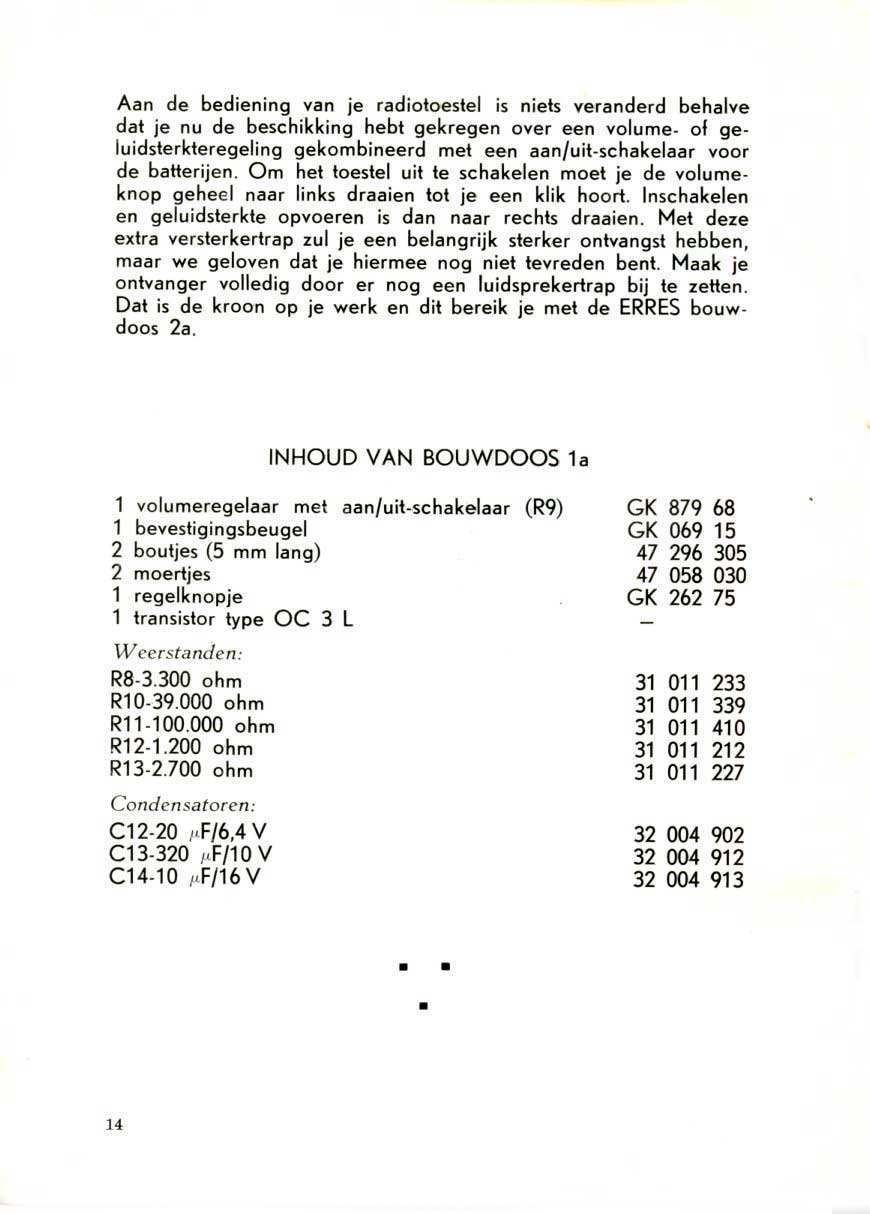 Aan de bediening van je radiotoestel is niets veranderd behalve
dat je nu de beschikking hebt gekregen over een volume- of ge-
luidsterkteregeling gekombineerd met een aan/uit-schakelaar voor
de batterijen. Om het toestel uit te schakelen moet je de volume-
knop geheel naar links draaien tot je een klik hoort. Inschakelen
en geluidsterkte opvoeren is dan naar rechts draaien. Met deze
extra versterkertrap zul je een belangrijk sterker ontvangst hebben,
maar we geloven dat je hiermee nog niet tevreden bent. Maak je
ontvanger volledig door er nog een luidsprekertrap bij te zetten.
Dat is de kroon op je werk en dit bereik je met de ERRES bouw-
doos 2a.
INHOUD VAN BOUWDOOS 1a
1 volumeregelaar met aan/uit-schakelaar (R9) GK 879 68
1 bevestigingsbeugel GK 069 15
2 boutjes (5 mm lang) 47 296 305
2 moertjes 47 058 030
1 regelknopje GK 262 75
1 transistor type OC 3 L –
Weerstanden:
R8-3.300 ohm 31 011 233
R10-39.000 ohm 31 011 339
R11-100.000 ohm 31 011 410
R12-1.200 ohm 31 011 212
R13-2.700 ohm 31 011 227
Condensatoren:
C12-20 µF/6,4 V 32 004 902
C13-320 µF/10 V 32 004 912
C14-10 µF/16 V 32 004 913
14